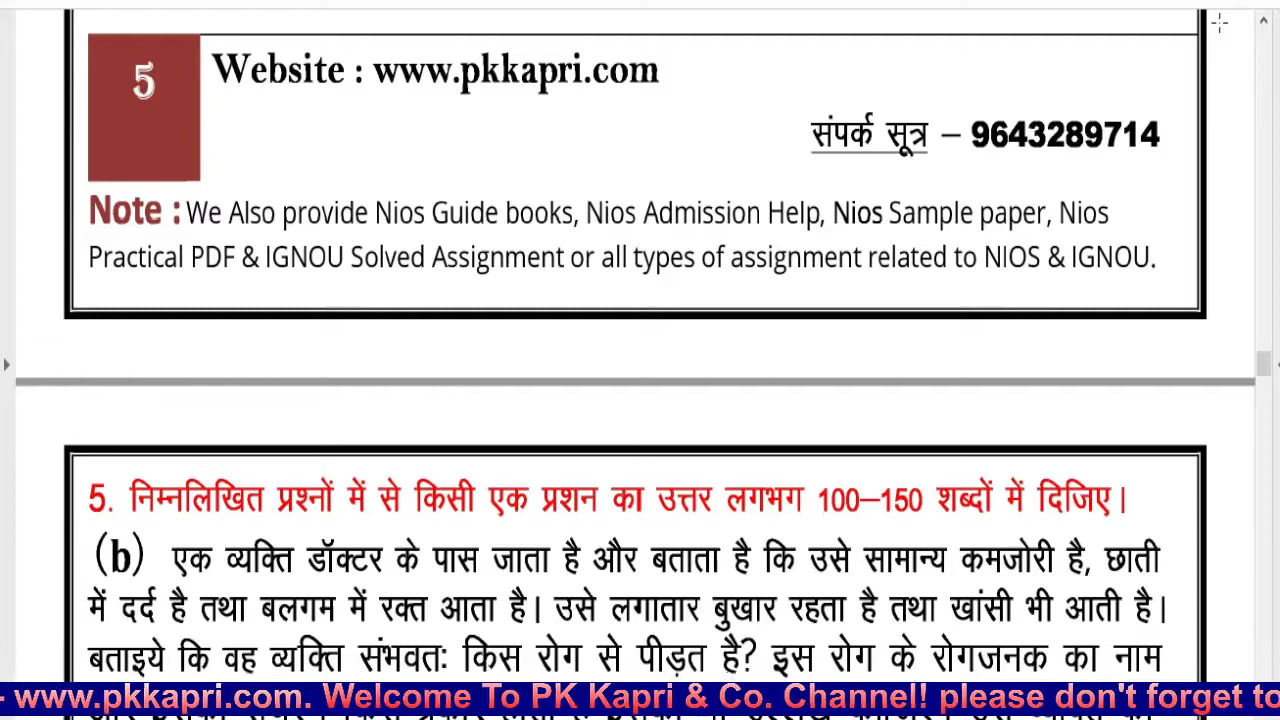 5
Website : www.pkkapri.com
संपर्क सूत्र – 9643289714
Note : We Also provide Nios Guide books, Nios Admission Help, Nios Sample paper, Nios
Practical PDF & IGNOU Solved Assignment or all types of assignment related to NIOS & IGNOU.
5. निम्नलिखित प्रश्नों में से किसी एक प्रशन का उत्तर लगभग 100–150 शब्दों में दिजिए।
(b) एक व्यक्ति डॉक्टर के पास जाता है और बताता है कि उसे सामान्य कमजोरी है, छाती
में दर्द है तथा बलगम में रक्त आता है। उसे लगातार बुखार रहता है तथा खांसी भी आती है।
बताइये कि वह व्यक्ति संभवतः किस रोग से पीड़त है? इस रोग के रोगजनक का नाम
- www.pkkapri.com. Welcome To PK Kapri & Co. Channel! please don't forget to